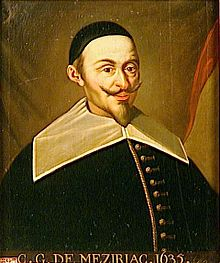 C. G. DE MEZIRIAC. 1635.